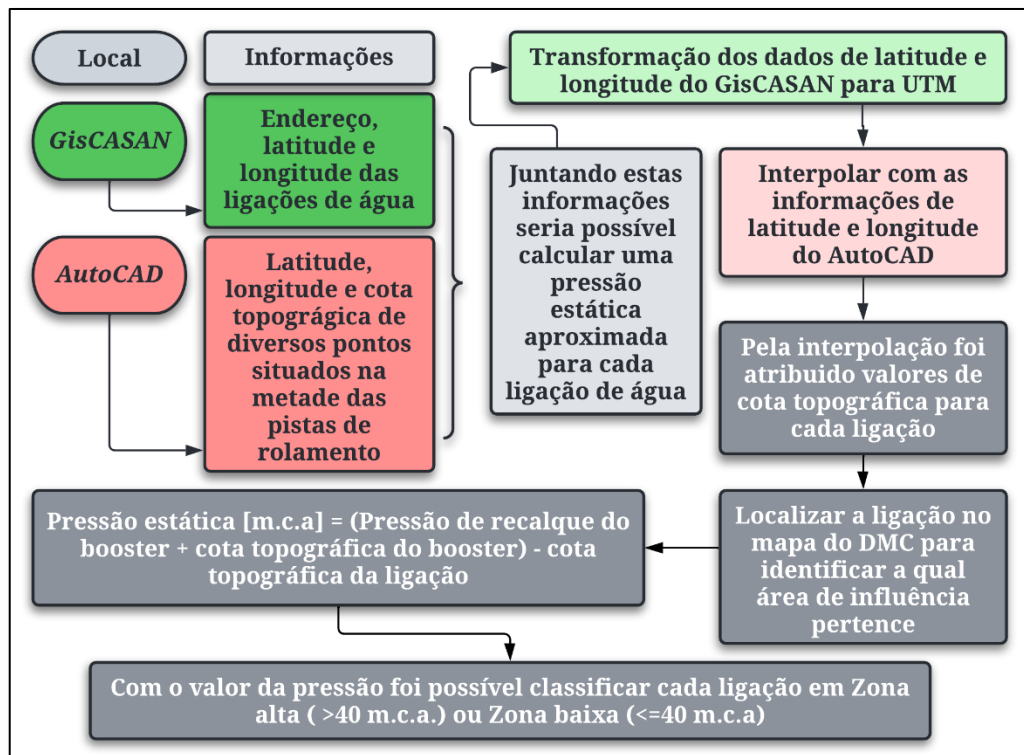 Local
Informações
GisCASAN
Endereço,
latitude e
longitude das
ligações de água
AutoCAD
Latitude,
longitude e cota
topográgica de
diversos pontos
situados na
metade das
pistas de
rolamento
Juntando estas
informações
seria possível
calcular uma
pressão
estática
aproximada
para cada
ligação de água
Transformação dos dados de latitude e
longitude do GisCASAN para UTM
Interpolar com as
informações de
latitude e longitude
do AutoCAD
Pela interpolação foi
atribuido valores de
cota topográfica para
cada ligação
Localizar a ligação no
mapa do DMC para
identificar a qual
área de influência
pertence
Pressão estática [m.c.a] = (Pressão de recalque do
booster + cota topográfica do booster) - cota
topográfica da ligação
Com o valor da pressão foi possível classificar cada ligação em Zona
alta ( >40 m.c.a.) ou Zona baixa (<=40 m.c.a)